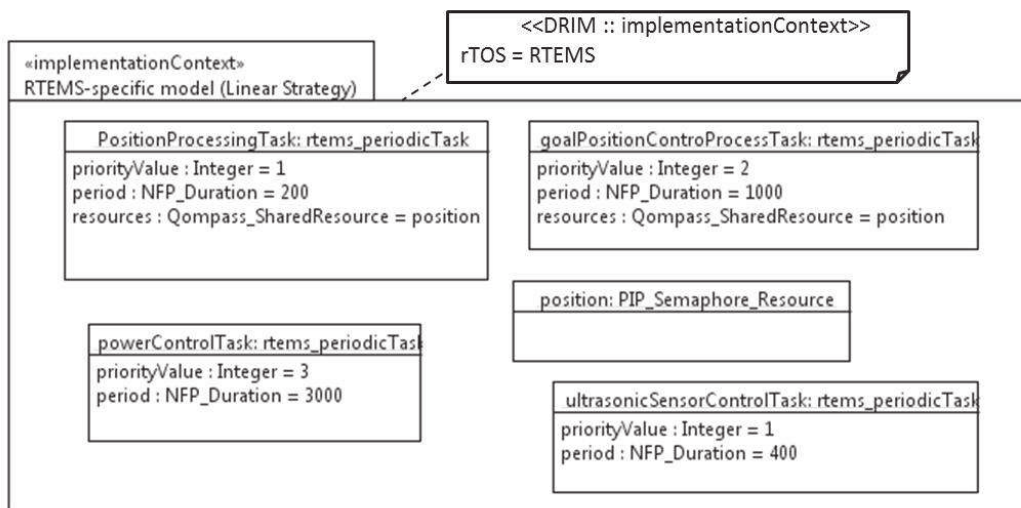 <<DRIM :: implementationContext>>
rTOS = RTEMS
«implementationContext»
RTEMS-specific model (Linear Strategy)
PositionProcessingTask: rtems_periodicTask
priorityValue : Integer = 1
period : NFP_Duration = 200
resources : Qompass_SharedResource = position
goalPositionControProcessTask: rtems_periodicTask
priorityValue : Integer = 2
period : NFP_Duration = 1000
resources : Qompass_SharedResource = position
position: PIP_Semaphore_Resource
powerControlTask: rtems_periodicTask
priorityValue : Integer = 3
period : NFP_Duration = 3000
ultrasonicSensorControlTask: rtems_periodicTask
priorityValue : Integer = 1
period : NFP_Duration = 400